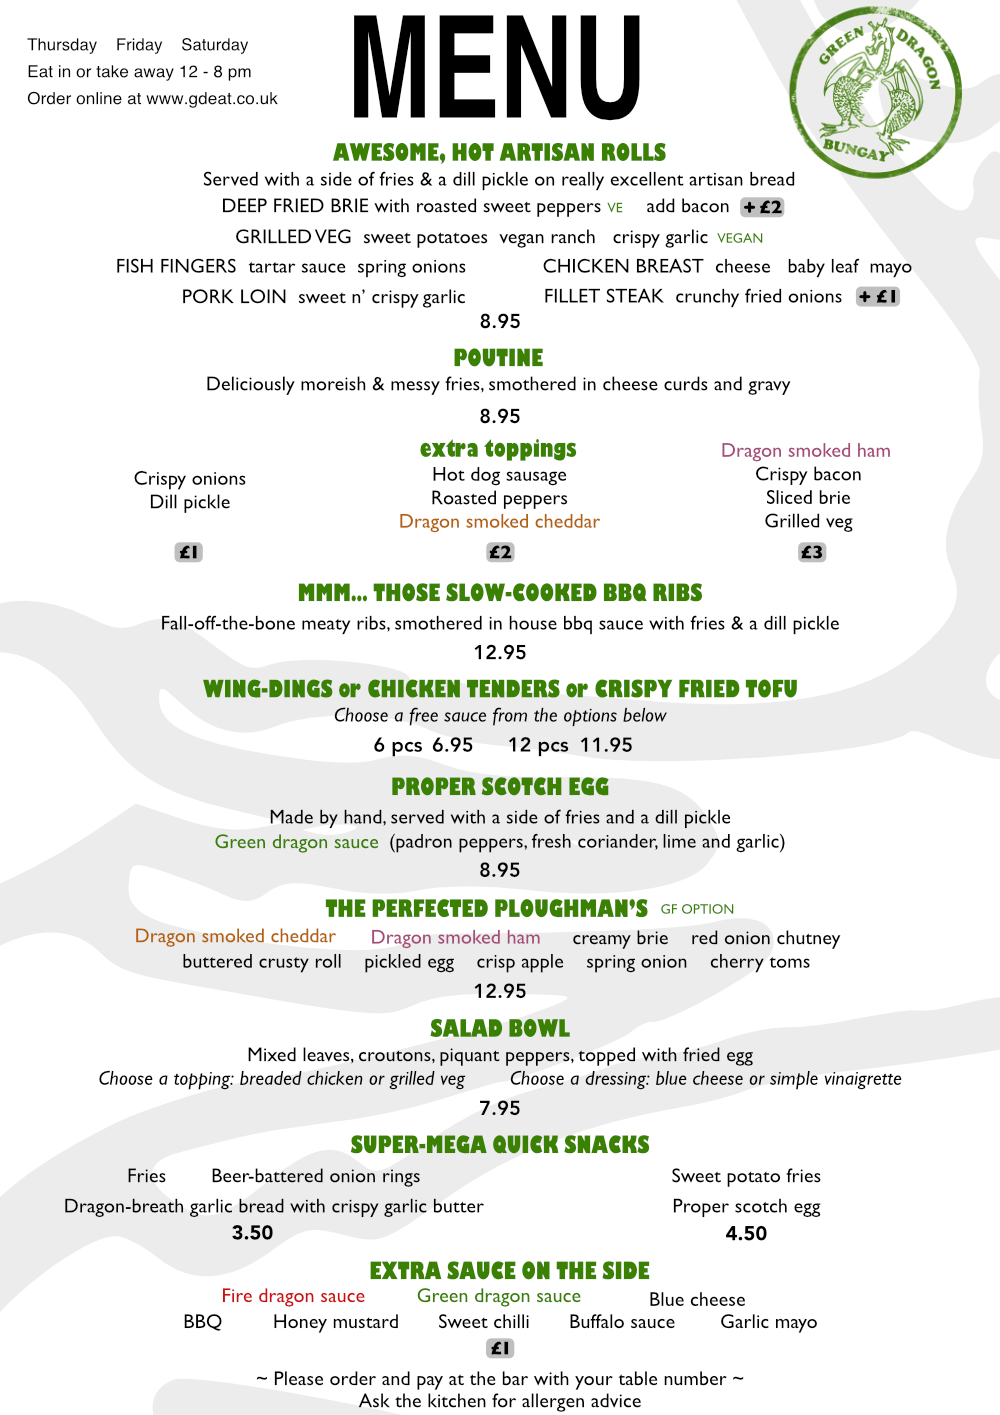 Thursday Friday Saturday
Eat in or take away 12 - 8 pm
Order online at www.gdeat.co.uk
MENU
GREEN DRAGON
BUNGAY
AWESOME, HOT ARTISAN ROLLS
Served with a side of fries & a dill pickle on really excellent artisan bread
DEEP FRIED BRIE with roasted sweet peppers VE add bacon + £2
GRILLED VEG sweet potatoes vegan ranch crispy garlic VEGAN
FISH FINGERS tartar sauce spring onions CHICKEN BREAST cheese baby leaf mayo
PORK LOIN sweet n' crispy garlic FILLET STEAK crunchy fried onions + £1
8.95
POUTINE
Deliciously moreish & messy fries, smothered in cheese curds and gravy
8.95
extra toppings
Crispy onions
Dill pickle
£1
Hot dog sausage
Roasted peppers
Dragon smoked cheddar
£2
Dragon smoked ham
Crispy bacon
Sliced brie
Grilled veg
£3
MMM... THOSE SLOW-COOKED BBQ RIBS
Fall-off-the-bone meaty ribs, smothered in house bbq sauce with fries & a dill pickle
12.95
WING-DINGS or CHICKEN TENDERS or CRISPY FRIED TOFU
Choose a free sauce from the options below
6 pcs 6.95 12 pcs 11.95
PROPER SCOTCH EGG
Made by hand, served with a side of fries and a dill pickle
Green dragon sauce (padron peppers, fresh coriander, lime and garlic)
8.95
THE PERFECTED PLOUGHMAN'S GF OPTION
Dragon smoked cheddar Dragon smoked ham creamy brie red onion chutney
buttered crusty roll pickled egg crisp apple spring onion cherry toms
12.95
SALAD BOWL
Mixed leaves, croutons, piquant peppers, topped with fried egg
Choose a topping: breaded chicken or grilled veg Choose a dressing: blue cheese or simple vinaigrette
7.95
SUPER-MEGA QUICK SNACKS
Fries Beer-battered onion rings
Dragon-breath garlic bread with crispy garlic butter
3.50
Sweet potato fries
Proper scotch egg
4.50
EXTRA SAUCE ON THE SIDE
Fire dragon sauce Green dragon sauce Blue cheese
BBQ Honey mustard Sweet chilli Buffalo sauce Garlic mayo
£1
~ Please order and pay at the bar with your table number ~
Ask the kitchen for allergen advice